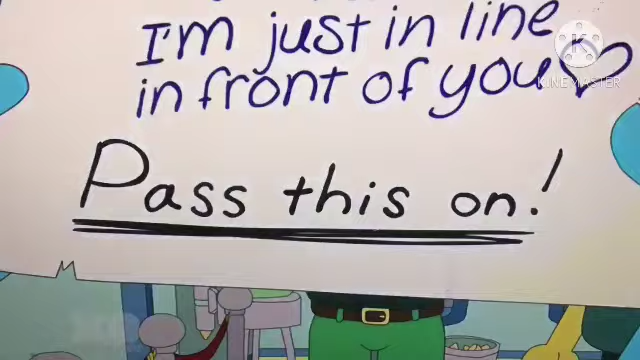 I'm just in line
in front of you
Pass this on!
K
KINEMASTER